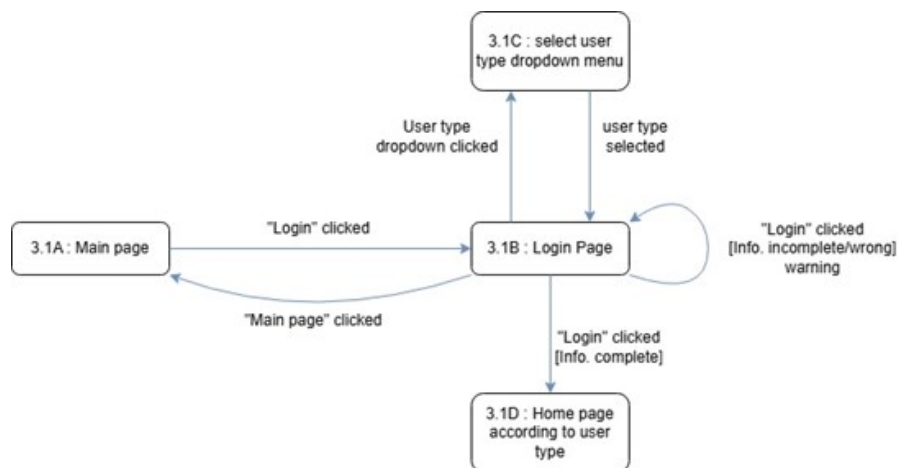 3.1C : select user
type dropdown menu
User type
dropdown clicked
user type
selected
"Login" clicked
3.1A : Main page
3.1B : Login Page
"Login" clicked
[Info. incomplete/wrong]
warning
"Main page" clicked
"Login" clicked
[Info. complete]
3.1D : Home page
according to user
type